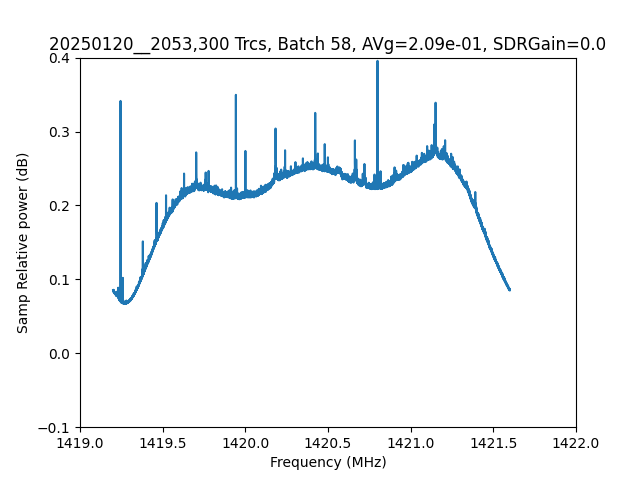 20250120__2053,300 Trcs, Batch 58, AVg=2.09e-01, SDRGain=0.0
0.4
0.3
0.2
0.1
0.0
−0.1
Samp Relative power (dB)
1419.0 1419.5 1420.0 1420.5 1421.0 1421.5 1422.0
Frequency (MHz)